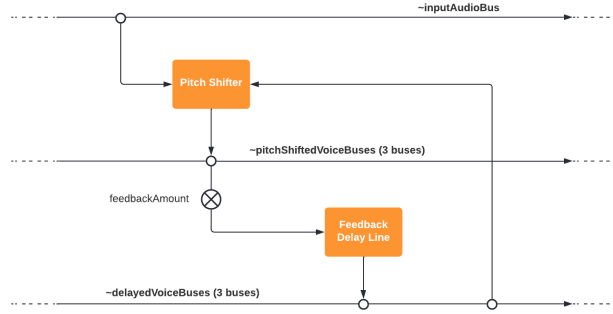 ~inputAudioBus
Pitch Shifter
~pitchShiftedVoiceBuses (3 buses)
feedbackAmount
Feedback
Delay Line
~delayedVoiceBuses (3 buses)